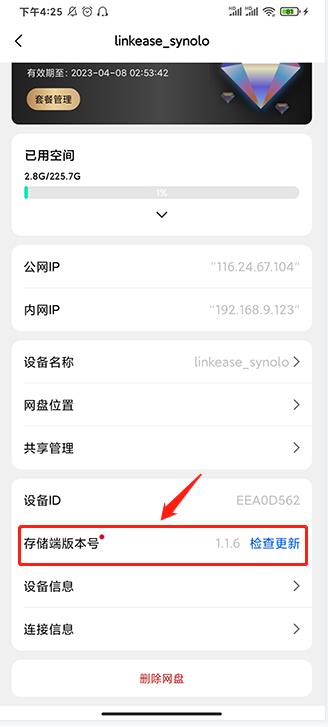 下午4:25
81
linkease_synolo
有效期至：2023-04-08 02:53:42
套餐管理
已用空间
2.8G/225.7G
1%
公网IP "116.24.67.104"
内网IP "192.168.9.123"
设备名称 linkease_synolo
网盘位置
共享管理
设备ID EEA0D562
存储端版本号 1.1.6 检查更新
设备信息
连接信息
删除网盘